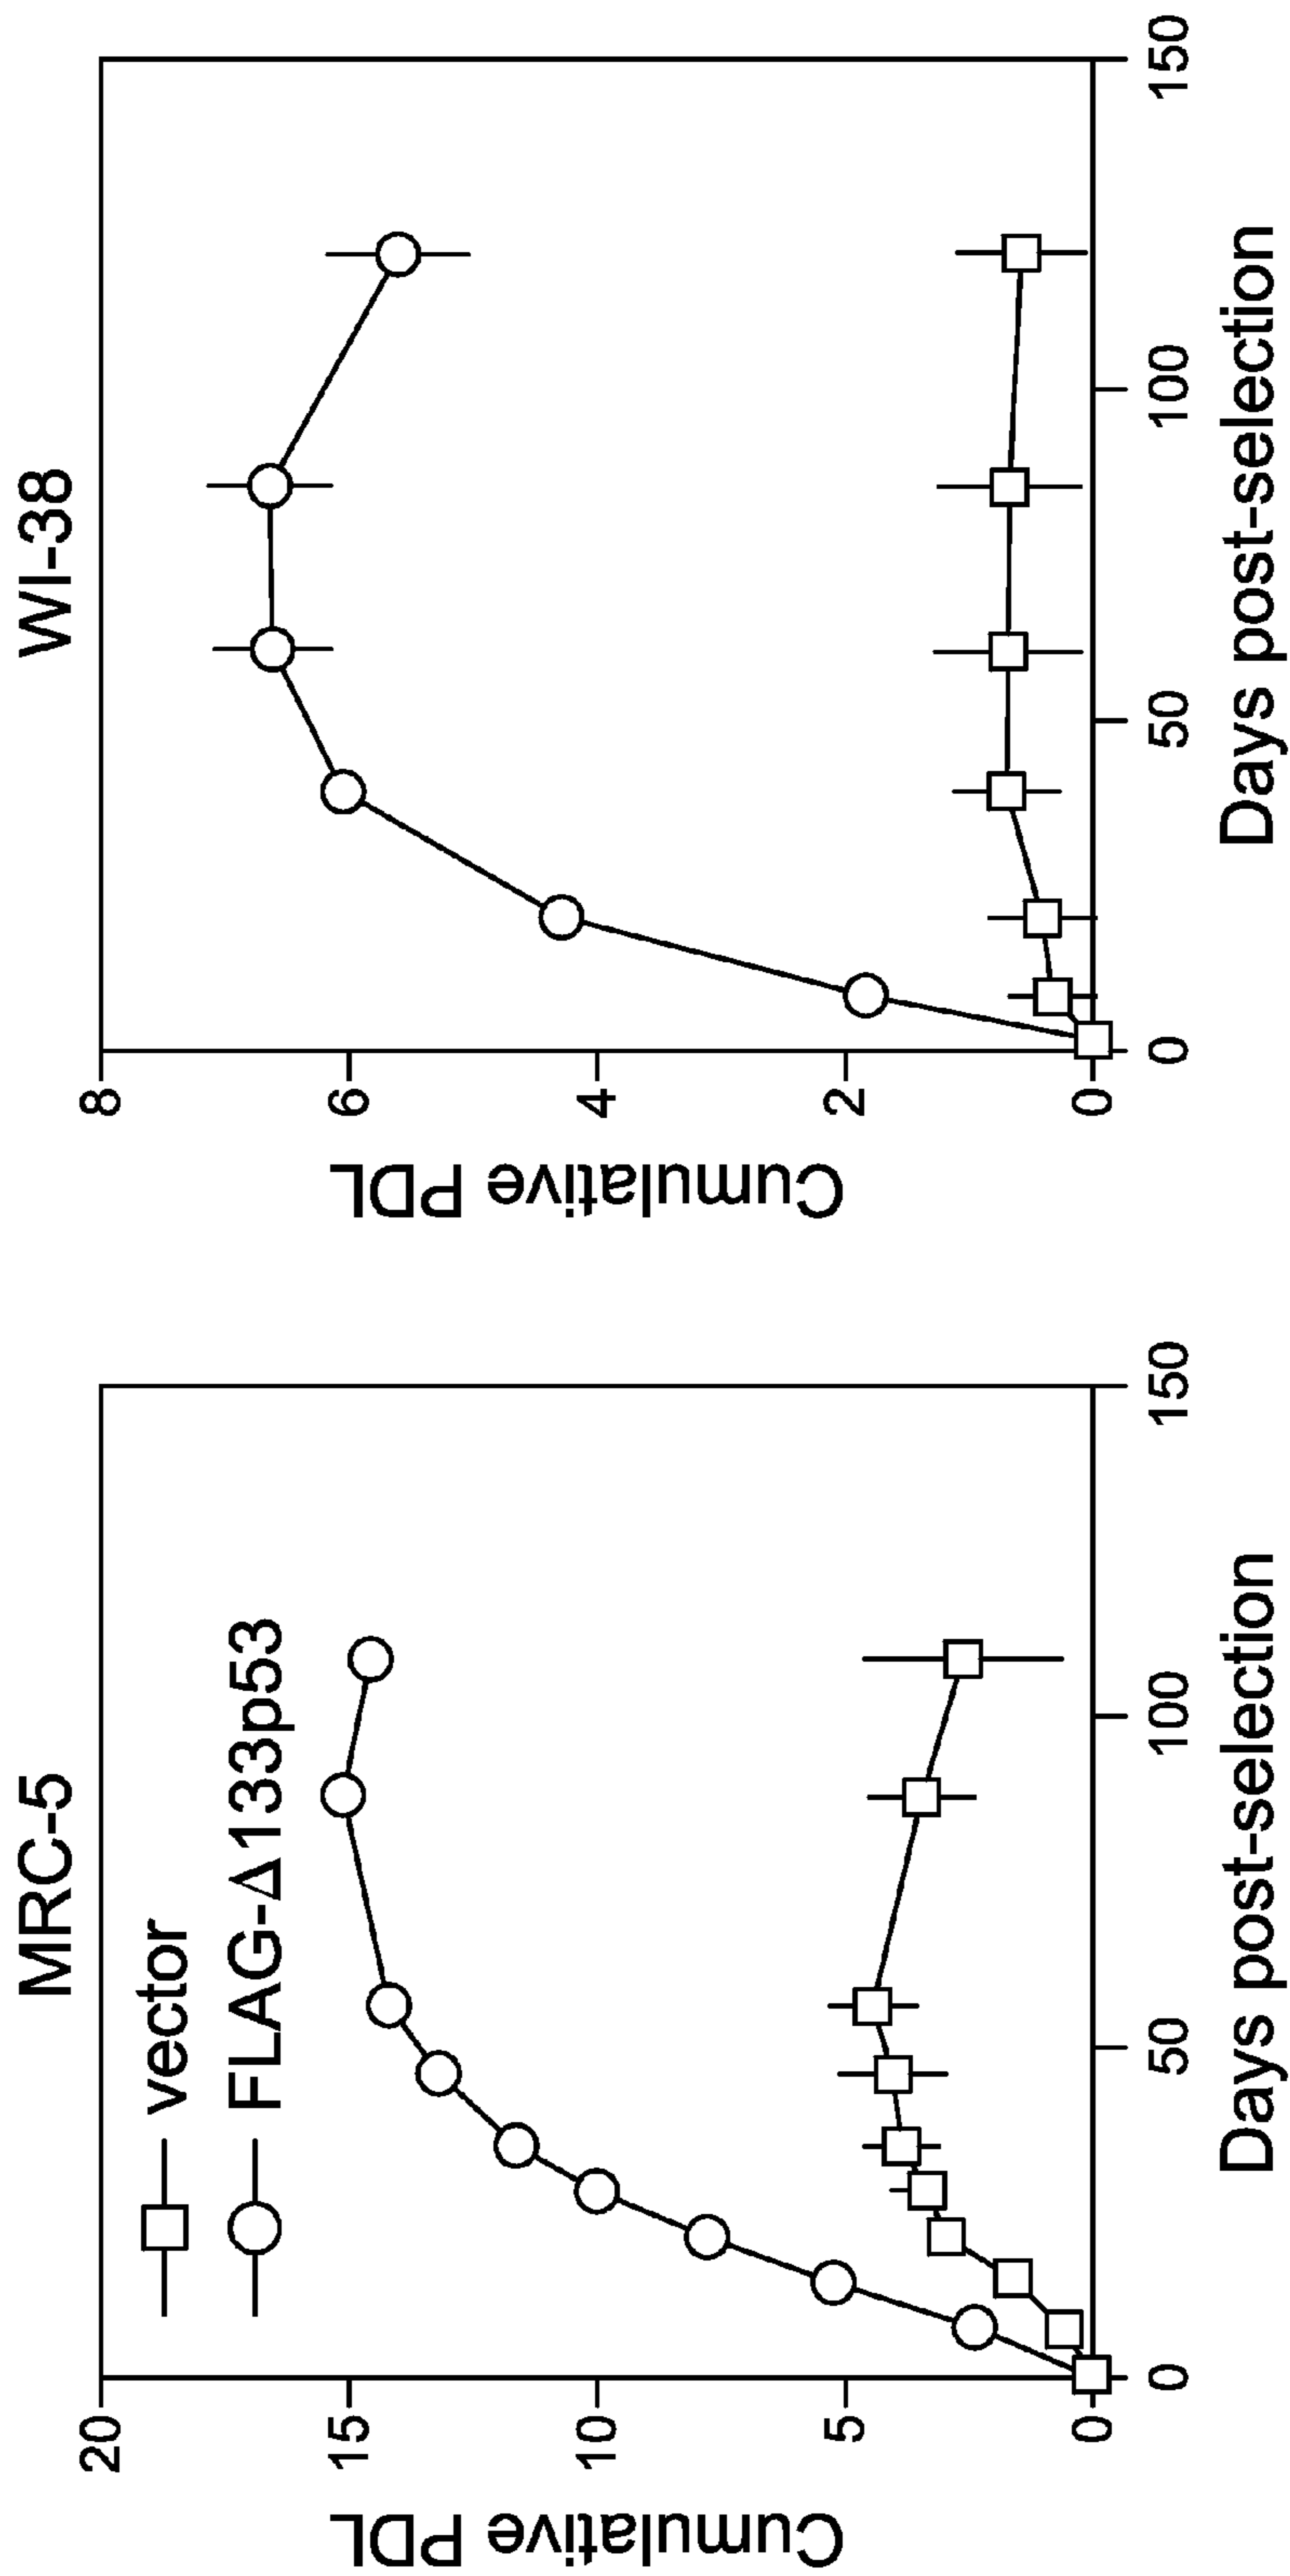 MRC-5
vector
FLAG-Δ133p53
Cumulative PDL
20
15
10
5
0
0
50
100
150
Days post-selection
WI-38
Cumulative PDL
8
6
4
2
0
0
50
100
150
Days post-selection